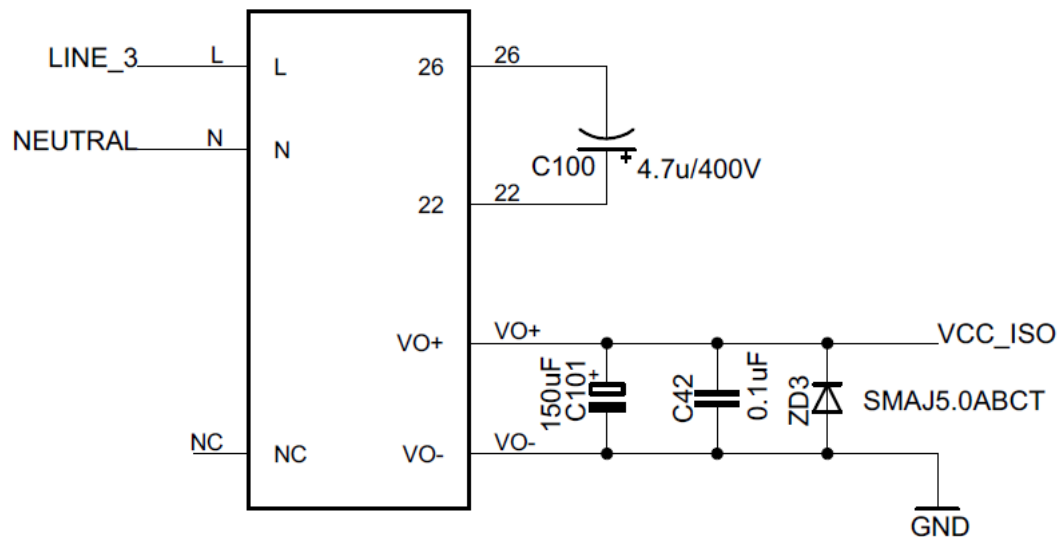 LINE_3 L L 26 26
NEUTRAL N N
C100 + 4.7u/400V
22 22
VO+ VO+ VCC_ISO
150uF
C101
+
C42
0.1uF
ZD3
SMAJ5.0ABCT
NC NC VO- VO-
GND